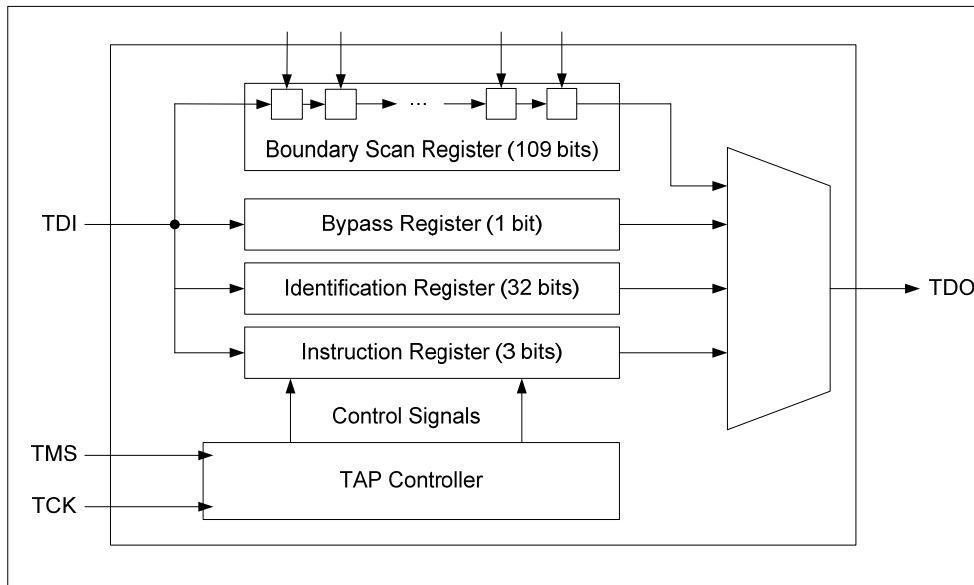 ...
Boundary Scan Register (109 bits)
TDI
Bypass Register (1 bit)
Identification Register (32 bits)
TDO
Instruction Register (3 bits)
Control Signals
TMS
TAP Controller
TCK